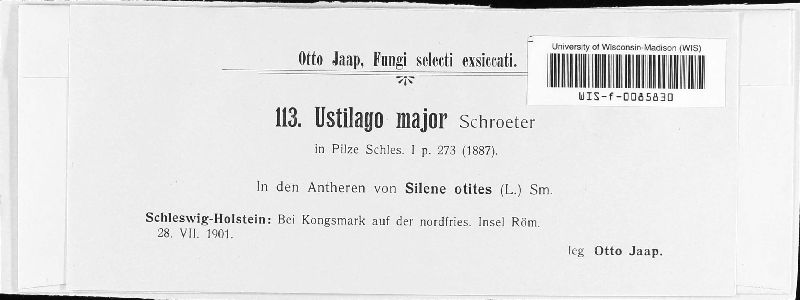 Otto Jaap, Fungi selecti exsiccati.
University of Wisconsin-Madison (WIS)
WIS-f-0085830
113. Ustilago major Schroeter
in Pilze Schles. I p. 273 (1887).
In den Antheren von Silene otites (L.) Sm.
Schleswig-Holstein: Bei Kongsmark auf der nordfries. Insel Röm.
28. VII. 1901.
leg Otto Jaap.